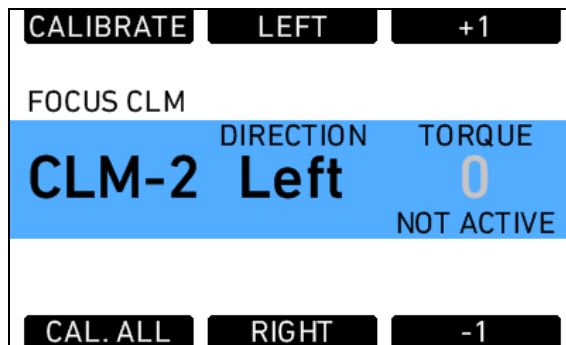 CALIBRATE LEFT +1
FOCUS CLM
DIRECTION TORQUE
CLM-2 Left 0
NOT ACTIVE
CAL. ALL RIGHT -1